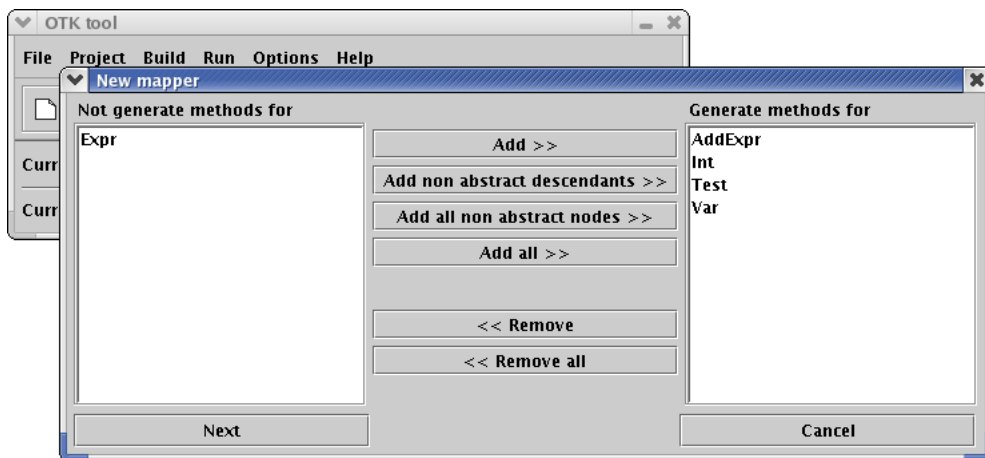 OTK tool
File Project Build Run Options Help
New mapper
Not generate methods for
Generate methods for
Expr
Add >>
Add non abstract descendants >>
Add all non abstract nodes >>
Add all >>
<< Remove
<< Remove all
AddExpr
Int
Test
Var
Curr
Curr
Next
Cancel